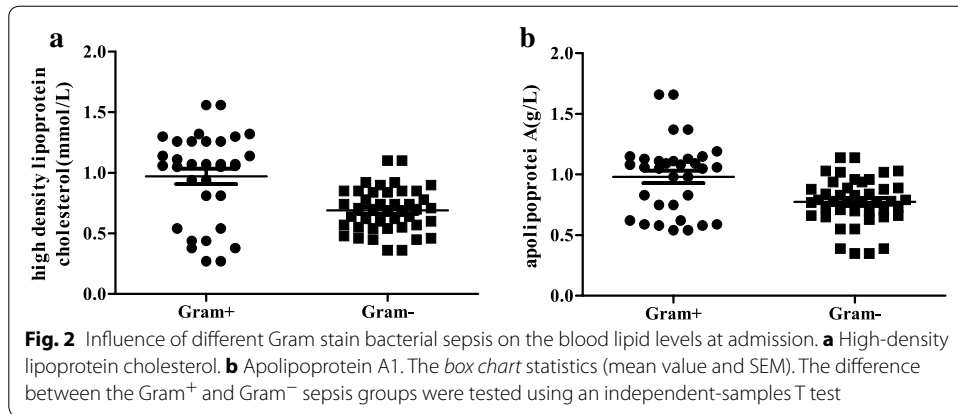 a
high density lipoprotein
cholesterol(mmol/L)
2.0
1.5
1.0
0.5
0.0
Gram+
Gram-
b
apolipoprotei A(g/L)
2.0
1.5
1.0
0.5
0.0
Gram+
Gram-
Fig. 2 Influence of different Gram stain bacterial sepsis on the blood lipid levels at admission. a High-density
lipoprotein cholesterol. b Apolipoprotein A1. The box chart statistics (mean value and SEM). The difference
between the Gram+ and Gram− sepsis groups were tested using an independent-samples T test